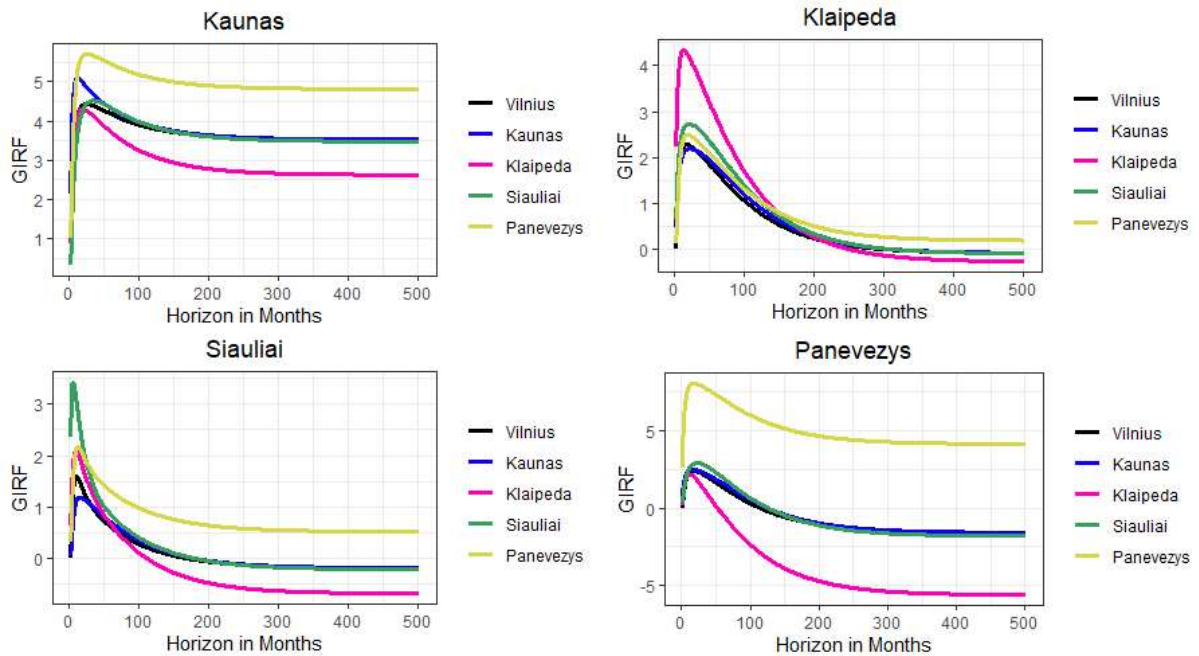 Kaunas
GIRF
5
4
3
2
1
0 100 200 300 400 500
Horizon in Months
Vilnius
Kaunas
Klaipeda
Siauliai
Panevezys
Klaipeda
GIRF
4
3
2
1
0
0 100 200 300 400 500
Horizon in Months
Vilnius
Kaunas
Klaipeda
Siauliai
Panevezys
Siauliai
GIRF
3
2
1
0
0 100 200 300 400 500
Horizon in Months
Vilnius
Kaunas
Klaipeda
Siauliai
Panevezys
Panevezys
GIRF
5
0
-5
0 100 200 300 400 500
Horizon in Months
Vilnius
Kaunas
Klaipeda
Siauliai
Panevezys